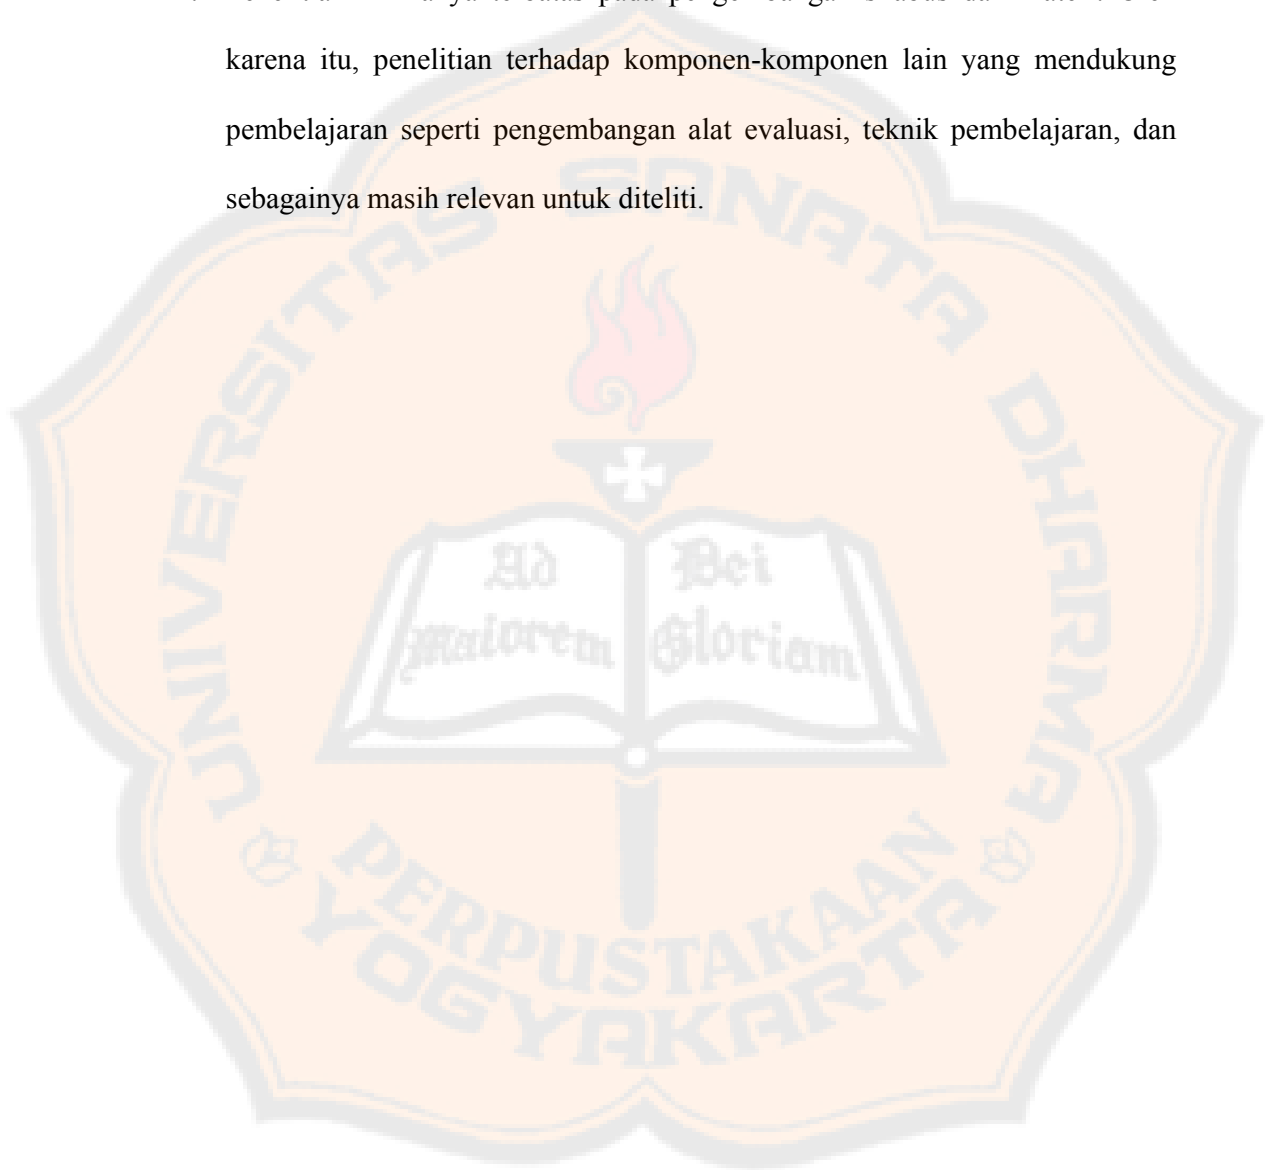 karena itu, penelitian terhadap komponen-komponen lain yang mendukung
pembelajaran seperti pengembangan alat evaluasi, teknik pembelajaran, dan
sebagainya masih relevan untuk diteliti.
UNIVERSITAS SANATA DHARMA
Ad Dei
Maiorem Gloriam
PERPUSTAKAAN
YOGYAKARTA